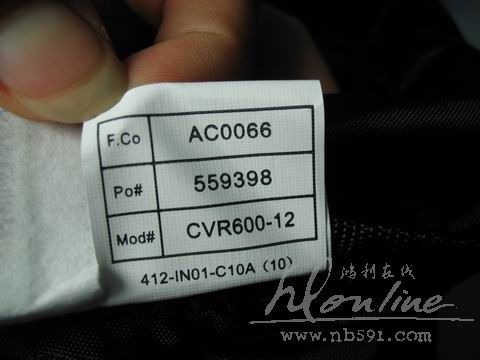 F.Co AC0066
Po# 559398
Mod# CVR600-12
412-IN01-C10A (10)
鸿利在线
hlonline
www.nb591.com